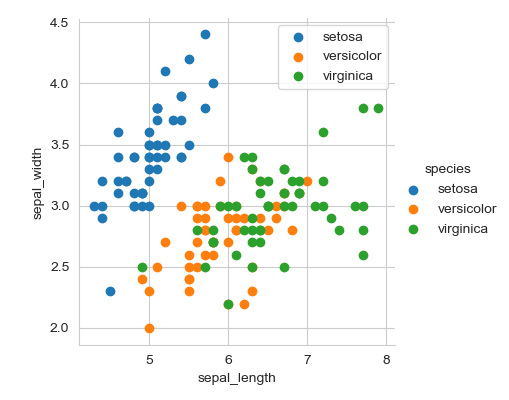 4.5
4.0
3.5
3.0
2.5
2.0
sepal_width
5 6 7 8
sepal_length
setosa
versicolor
virginica
species
setosa
versicolor
virginica